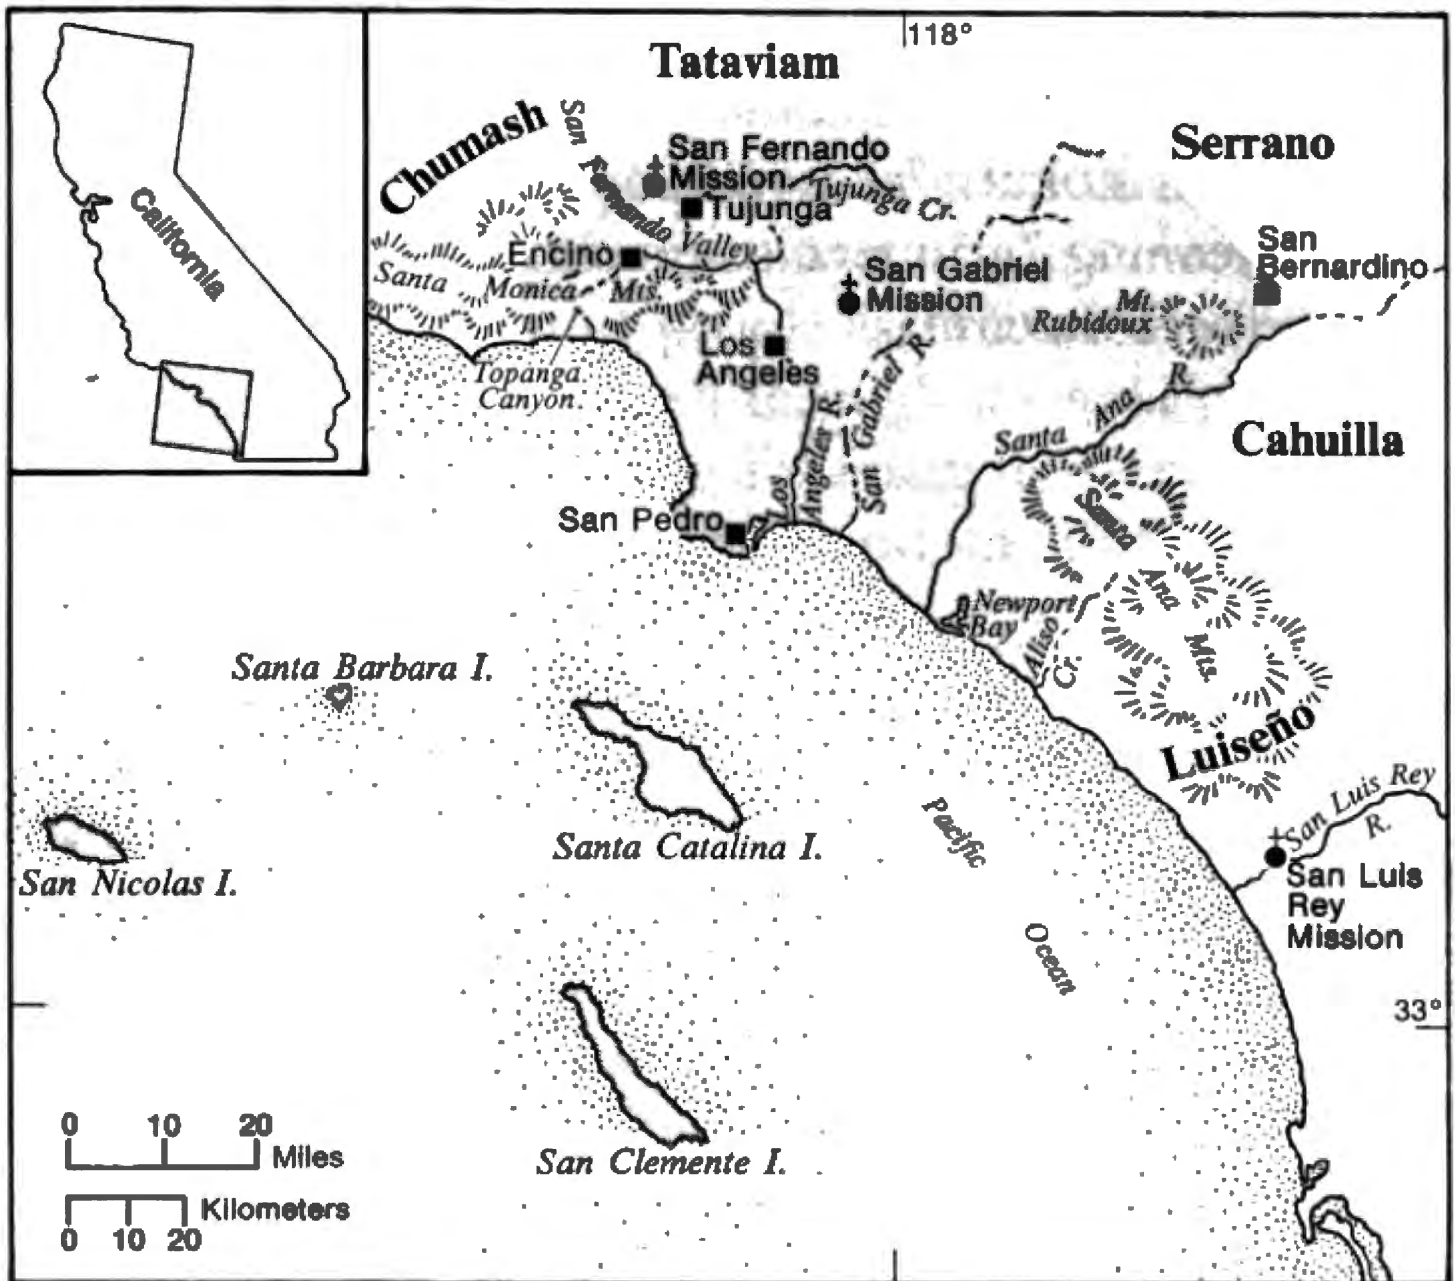 118°
Tataviam
Chumash
Serrano
California
San Fernando Valley
San Fernando
Mission
Tujunga Cr.
Tujunga
Encino
San
Bernardino
San Gabriel
Mission
Santa Monica Mts.
Mt.
Rubidoux
Los
Angeles
Topanga
Canyon
San Gabriel R.
Los Angeles R.
Santa Ana R.
Cahuilla
San Pedro
Santa Ana Mts.
Newport
Bay
Aliso
Cr.
Santa Barbara I.
Luiseño
San Luis Rey
R.
Pacific
Ocean
Santa Catalina I.
San Nicolas I.
San Luis
Rey
Mission
33°
0 10 20
Miles
San Clemente I.
Kilometers
0 10 20